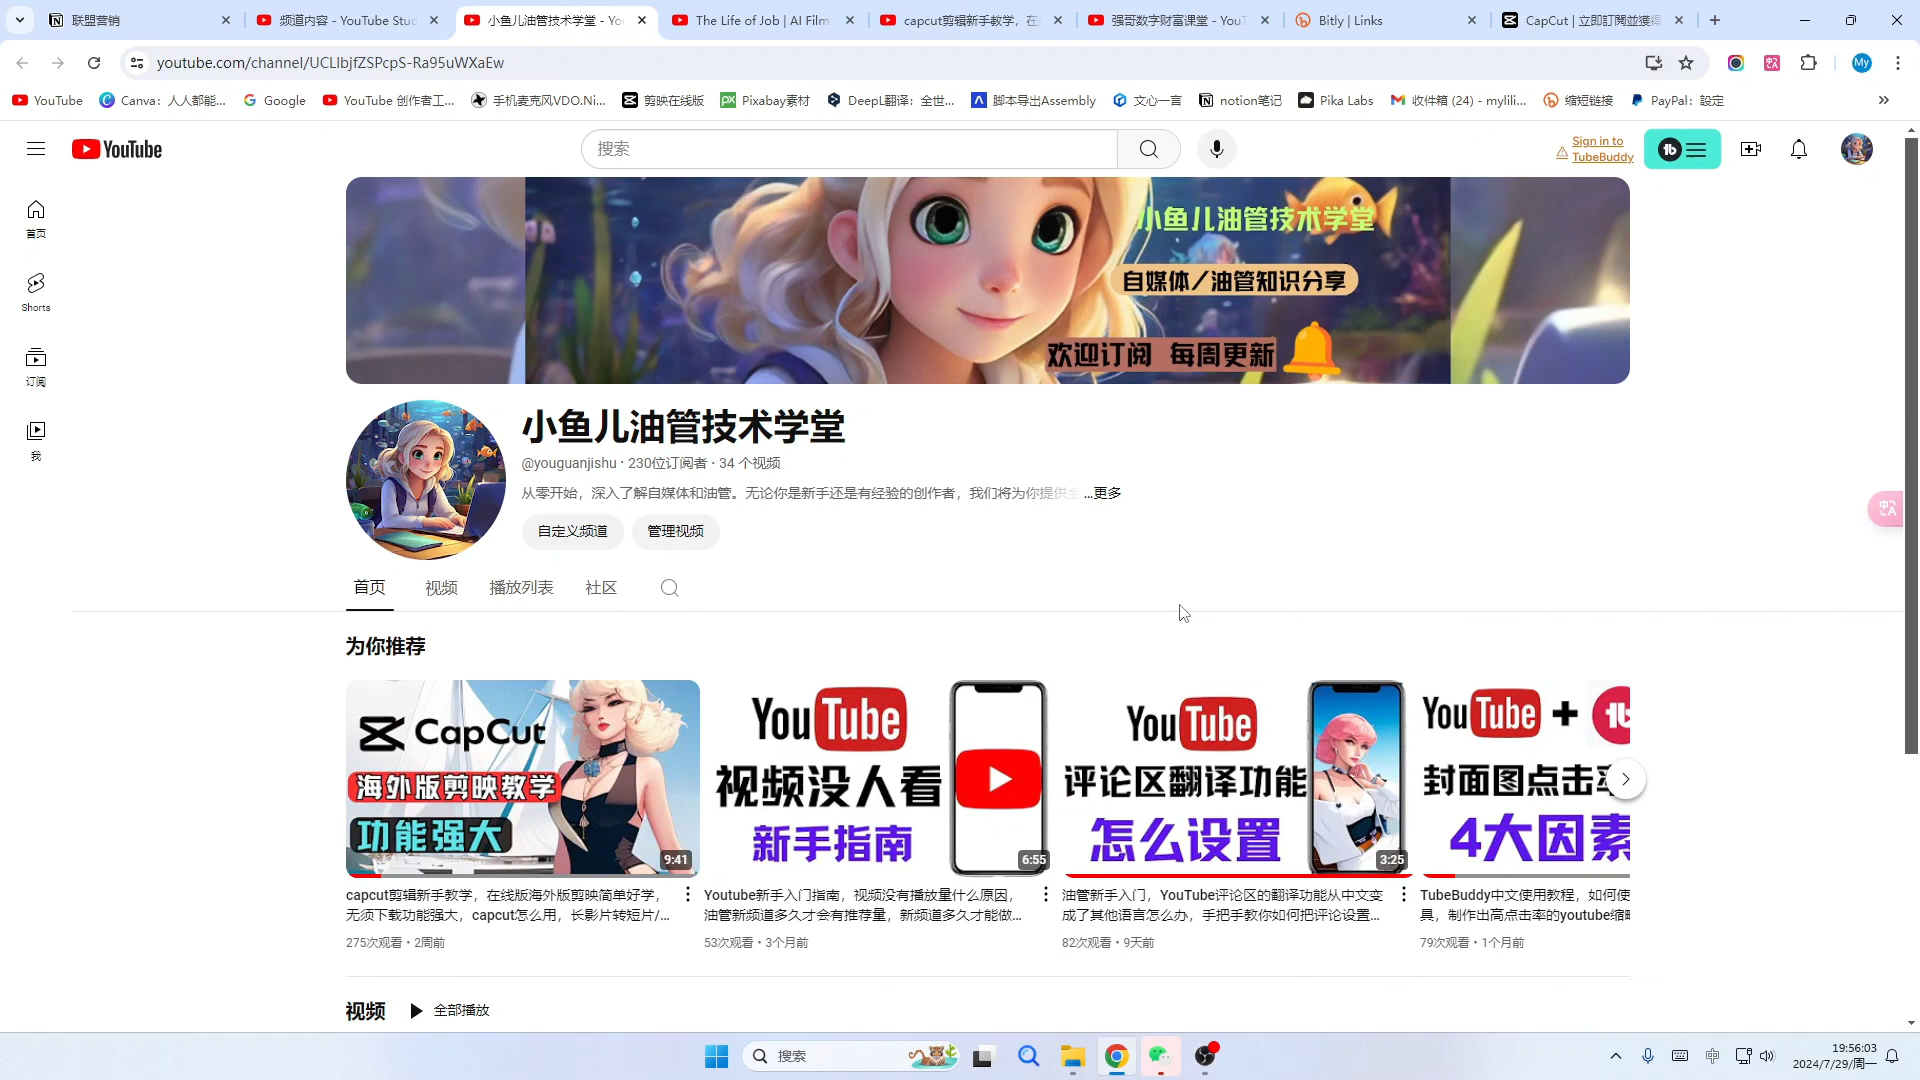 联盟营销
频道内容 - YouTube Stu
小鱼儿油管技术学堂 - Yo
The Life of Job | AI Film
capcut剪辑新手教学，在
强哥数字财富课堂 - YouT
Bitly | Links
CapCut | 立即訂閱並獲得
youtube.com/channel/UCLIbjfZSPcpS-Ra95uWXaEw
My
YouTube
Canva：人人都能...
Google
YouTube 创作者工...
手机麦克风VDO.Ni...
剪映在线版
Pixabay素材
DeepL翻译：全世...
脚本导出Assembly
文心一言
notion笔记
Pika Labs
收件箱 (24) - mylili...
缩短链接
PayPal：設定
YouTube
搜索
Sign in to
TubeBuddy
首页
Shorts
订阅
我
小鱼儿油管技术学堂
自媒体/油管知识分享
欢迎订阅 每周更新
小鱼儿油管技术学堂
@youguanjishu · 230位订阅者 · 34 个视频
从零开始，深入了解自媒体和油管。无论你是新手还是有经验的创作者，我们将为你提供全 ...更多
自定义频道
管理视频
首页
视频
播放列表
社区
为你推荐
CapCut
海外版剪映教学
功能强大
9:41
YouTube
视频没人看
新手指南
6:55
YouTube
评论区翻译功能
怎么设置
3:25
YouTube +
封面图点击率
4大因素
capcut剪辑新手教学，在线版海外版剪映简单好学，
无须下载功能强大，capcut怎么用，长影片转短片/...
275次观看 · 2周前
Youtube新手入门指南，视频没有播放量什么原因，
油管新频道多久才会有推荐量，新频道多久才能做...
53次观看 · 3个月前
油管新手入门，YouTube评论区的翻译功能从中文变
成了其他语言怎么办，手把手教你如何把评论设置...
82次观看 · 9天前
TubeBuddy中文使用教程，如何使
具，制作出高点击率的youtube缩略
79次观看 · 1个月前
视频
全部播放
搜索
中
19:56:03
2024/7/29/周一